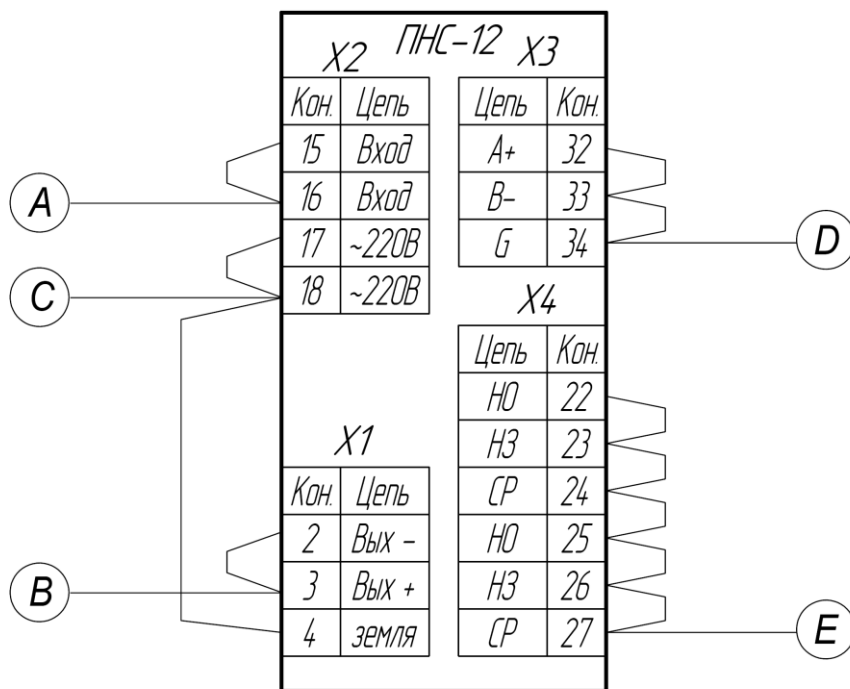 ПНС-12
X2
Кон. Цепь
15 Вход
16 Вход
17 ~220В
18 ~220В
X1
Кон. Цепь
2 Вых -
3 Вых +
4 земля
X3
Цепь Кон.
A+ 32
B- 33
G 34
X4
Цепь Кон.
НО 22
НЗ 23
СР 24
НО 25
НЗ 26
СР 27
A
C
B
D
E